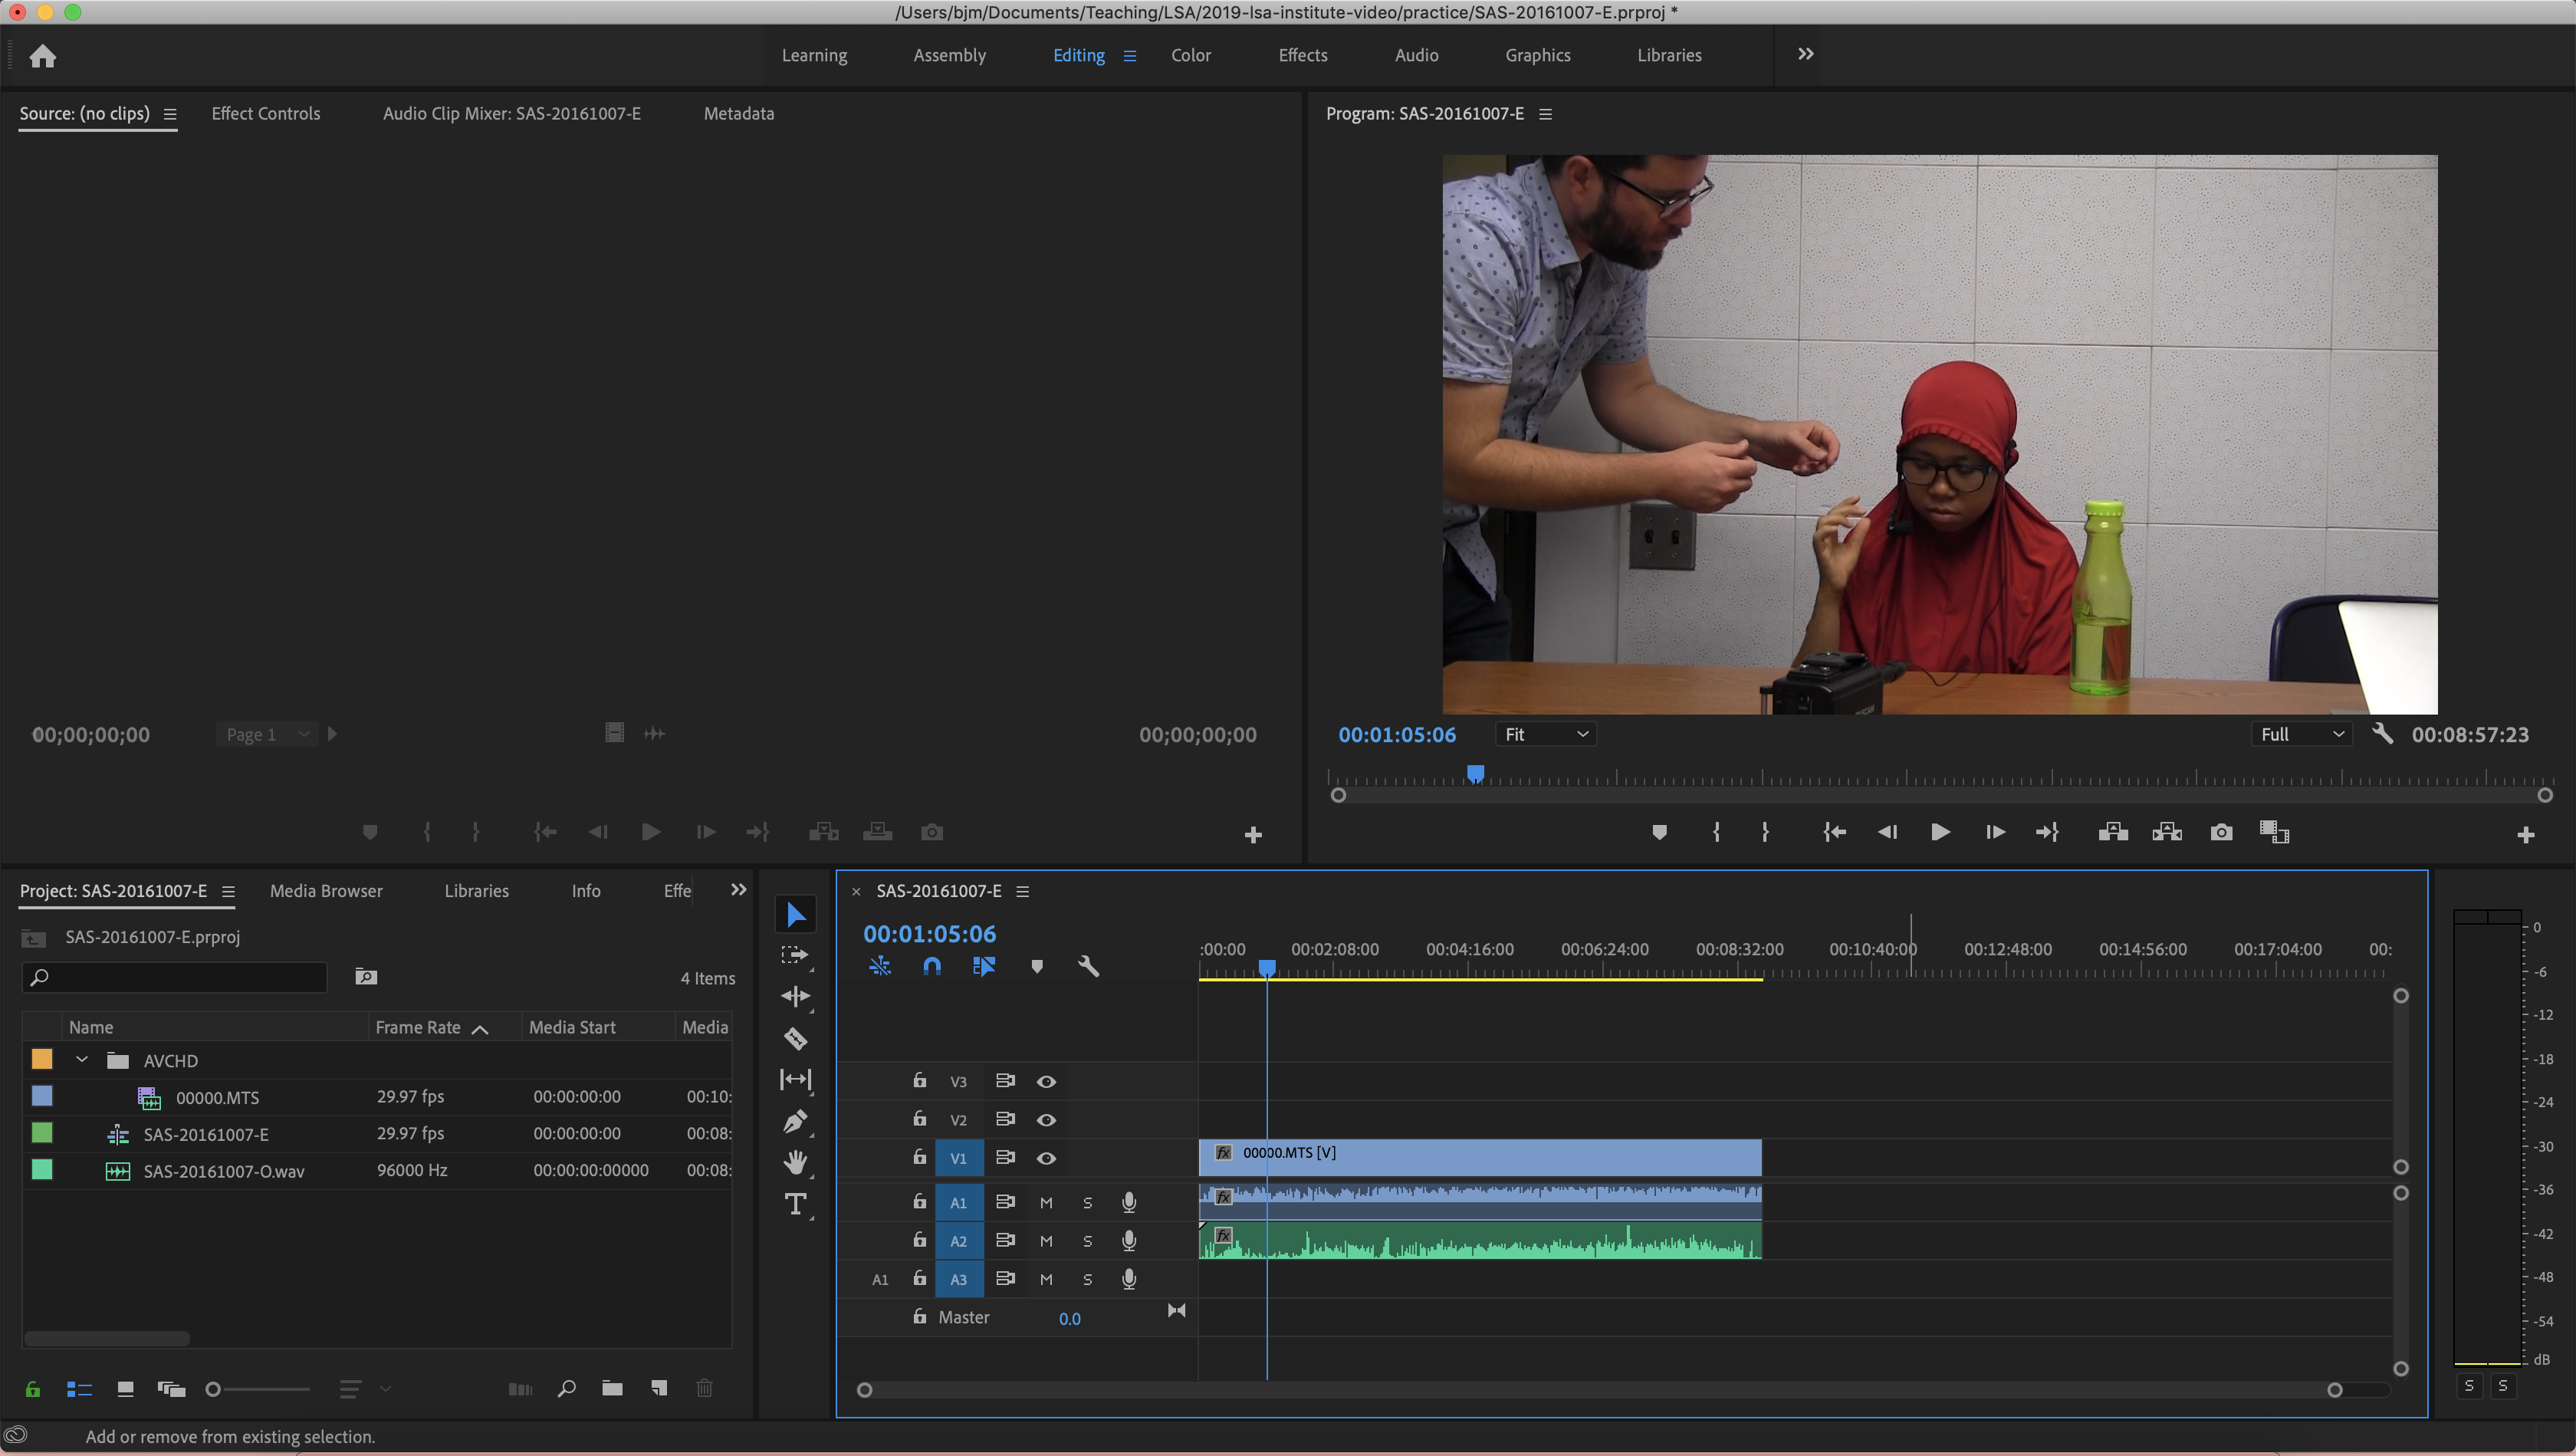 /Users/bjm/Documents/Teaching/LSA/2019-lsa-institute-video/practice/SAS-20161007-E.prproj *
Learning Assembly Editing Color Effects Audio Graphics Libraries
Source: (no clips) Effect Controls Audio Clip Mixer: SAS-20161007-E Metadata
Program: SAS-20161007-E
00;00;00;00 Page 1 00;00;00;00
00:01:05:06 Fit Full 00:08:57:23
Project: SAS-20161007-E Media Browser Libraries Info Effe
SAS-20161007-E.prproj
4 Items
Name Frame Rate Media Start Media
AVCHD
00000.MTS 29.97 fps 00:00:00:00 00:10:
SAS-20161007-E 29.97 fps 00:00:00:00 00:08:
SAS-20161007-O.wav 96000 Hz 00:00:00:00000 00:08:
T
× SAS-20161007-E
00:01:05:06
:00:00 00:02:08:00 00:04:16:00 00:06:24:00 00:08:32:00 00:10:40:00 00:12:48:00 00:14:56:00 00:17:04:00 00:
V3
V2
V1 fx 00000.MTS [V]
A1 M S fx
A2 M S fx
A1 A3 M S
Master 0.0
0
-6
-12
-18
-24
-30
-36
-42
-48
-54
dB
S S
Add or remove from existing selection.